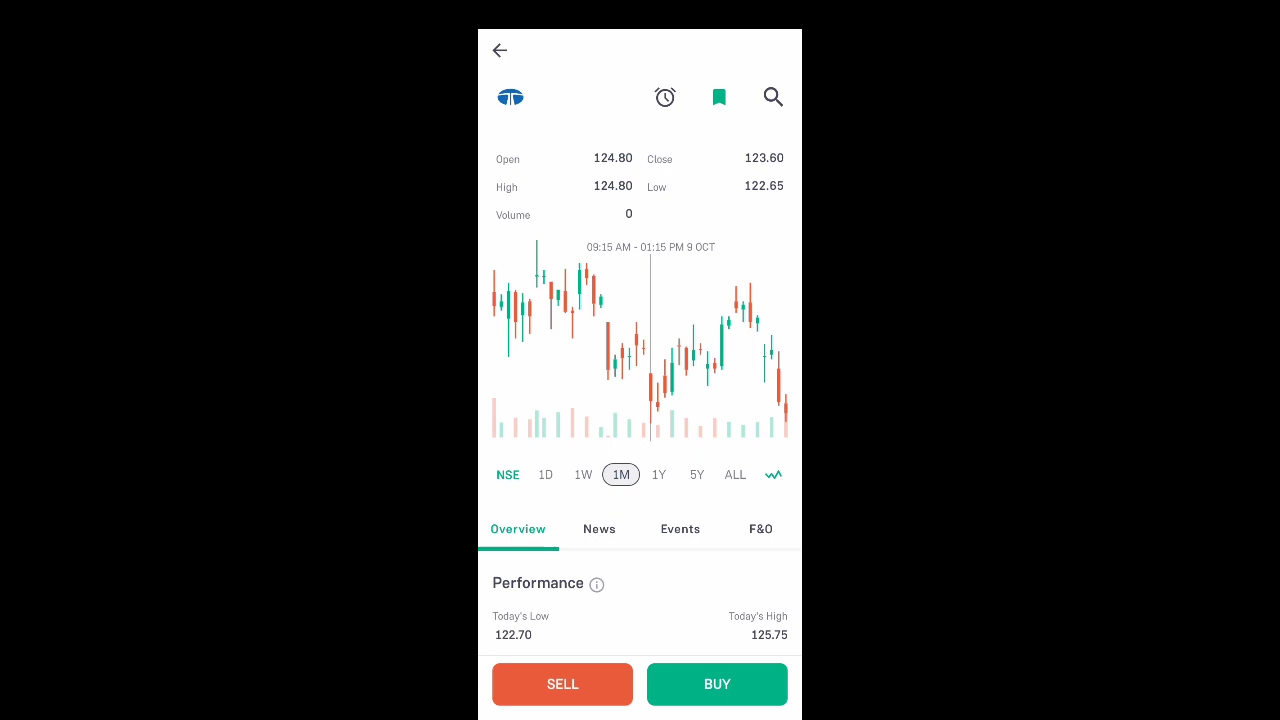 Open 124.80 Close 123.60
High 124.80 Low 122.65
Volume 0
09:15 AM - 01:15 PM 9 OCT
NSE 1D 1W 1M 1Y 5Y ALL
Overview News Events F&O
Performance
Today's Low Today's High
122.70 125.75
SELL BUY